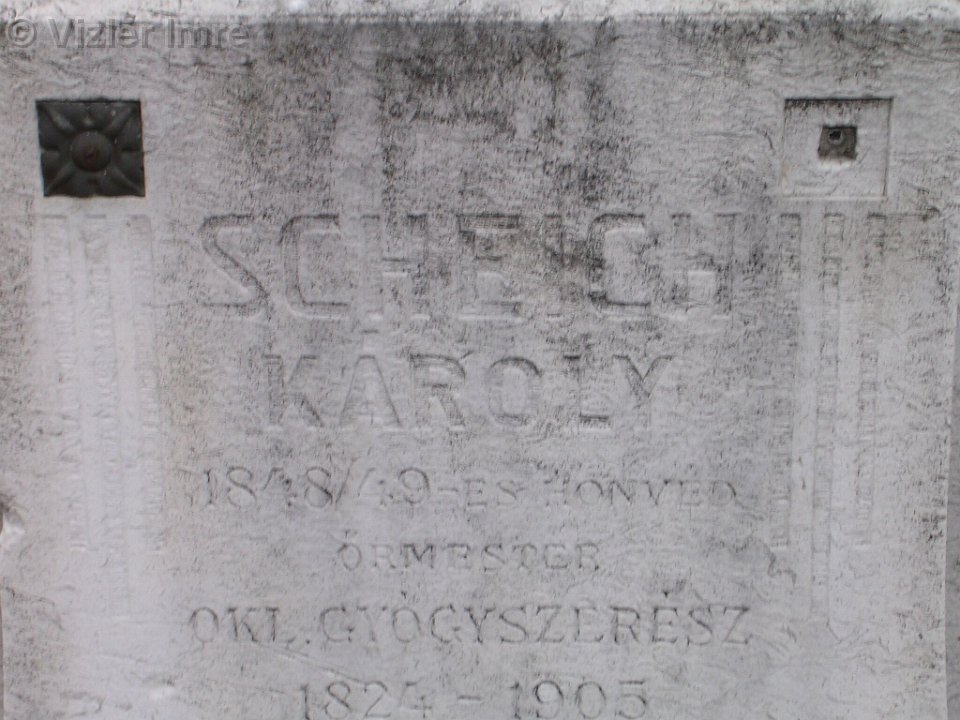 © Vizler Imre
SCHEICH
KÁROLY
1848/49-ES HONVÉD
ŐRMESTER
OKL. GYÓGYSZERÉSZ
1824 - 1905